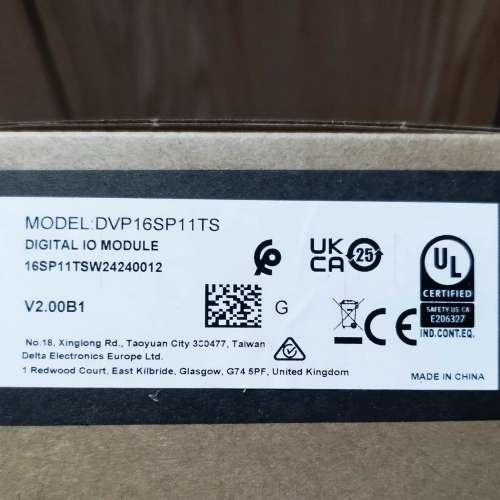 MODEL:DVP16SP11TS
DIGITAL IO MODULE
16SP11TSW24240012
V2.00B1
G
UK
CA
25
UL
CERTIFIED
SAFETY US CA
E206327
IND.CONT.EQ.
CE
No.18, Xinglong Rd., Taoyuan City 330477, Taiwan
Delta Electronics Europe Ltd.
1 Redwood Court, East Kilbride, Glasgow, G74 5PF, United Kingdom
MADE IN CHINA